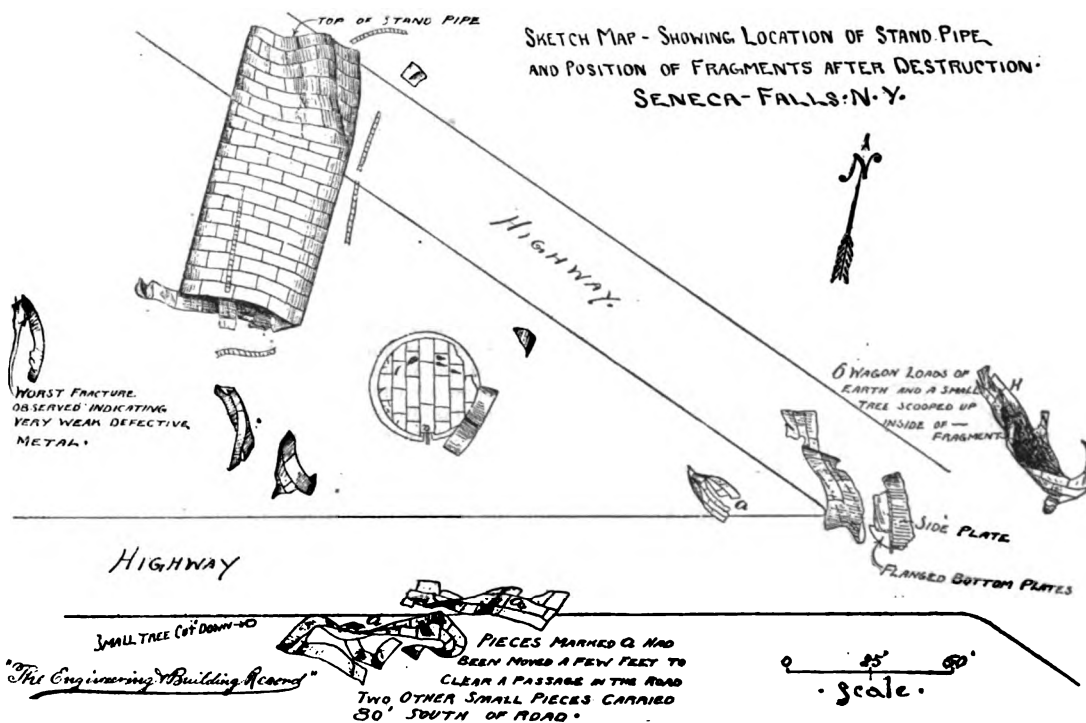 TOP OF STAND PIPE
SKETCH MAP - SHOWING LOCATION OF STAND PIPE
AND POSITION OF FRAGMENTS AFTER DESTRUCTION.
SENECA-FALLS. N.Y.
N
HIGHWAY.
WORST FRACTURE
OBSERVED INDICATING
VERY WEAK DEFECTIVE
METAL.
6 WAGON LOADS OF
EARTH AND A SMALL
TREE SCOOPED UP
INSIDE OF —
FRAGMENT
H
a
SIDE PLATE
FLANGED BOTTOM PLATES
HIGHWAY
a
a
SMALL TREE CUT DOWN
PIECES MARKED a HAD
BEEN MOVED A FEW FEET TO
CLEAR A PASSAGE IN THE ROAD
TWO OTHER SMALL PIECES CARRIED
80' SOUTH OF ROAD.
"The Engineering & Building Record"
0 25' 50'
. Scale .